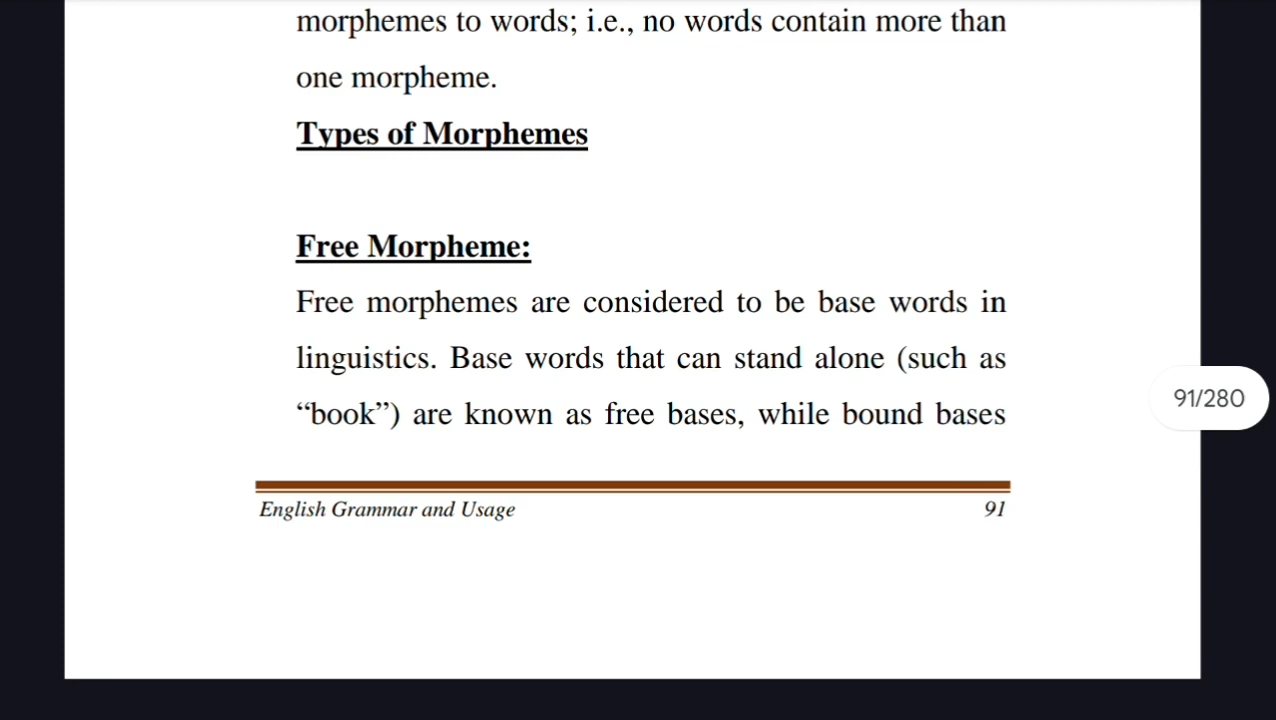 morphemes to words; i.e., no words contain more than
one morpheme.
Types of Morphemes
Free Morpheme:
Free morphemes are considered to be base words in
linguistics. Base words that can stand alone (such as
“book”) are known as free bases, while bound bases
91/280
English Grammar and Usage 91